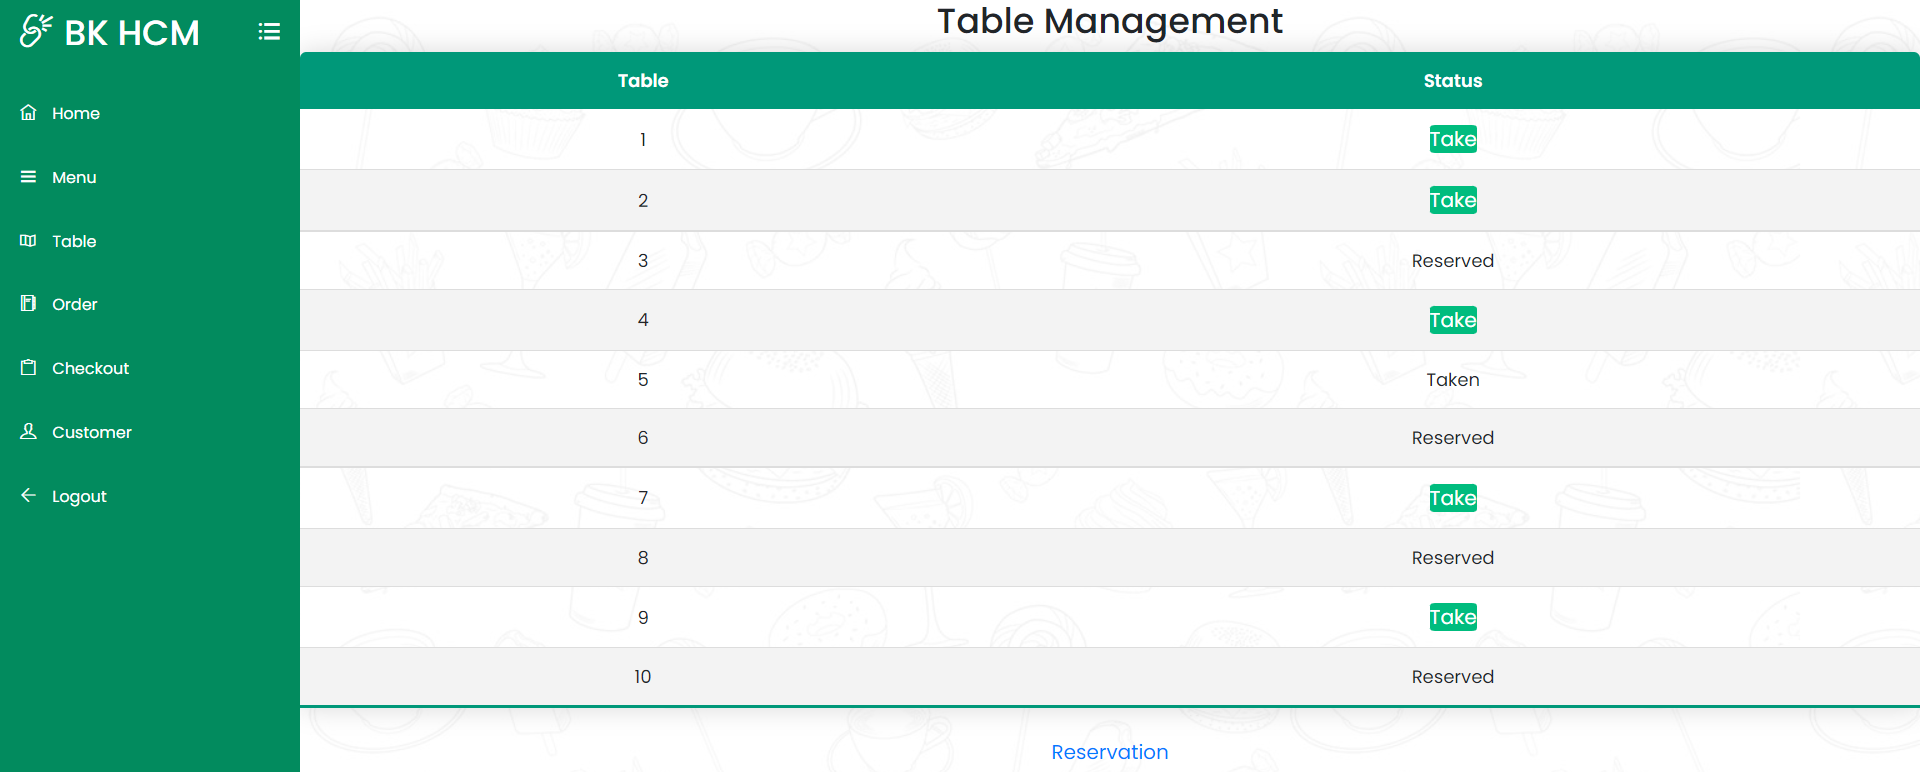 BK HCM
Home
Menu
Table
Order
Checkout
Customer
Logout
Table Management
Table Status
1 Take
2 Take
3 Reserved
4 Take
5 Taken
6 Reserved
7 Take
8 Reserved
9 Take
10 Reserved
Reservation